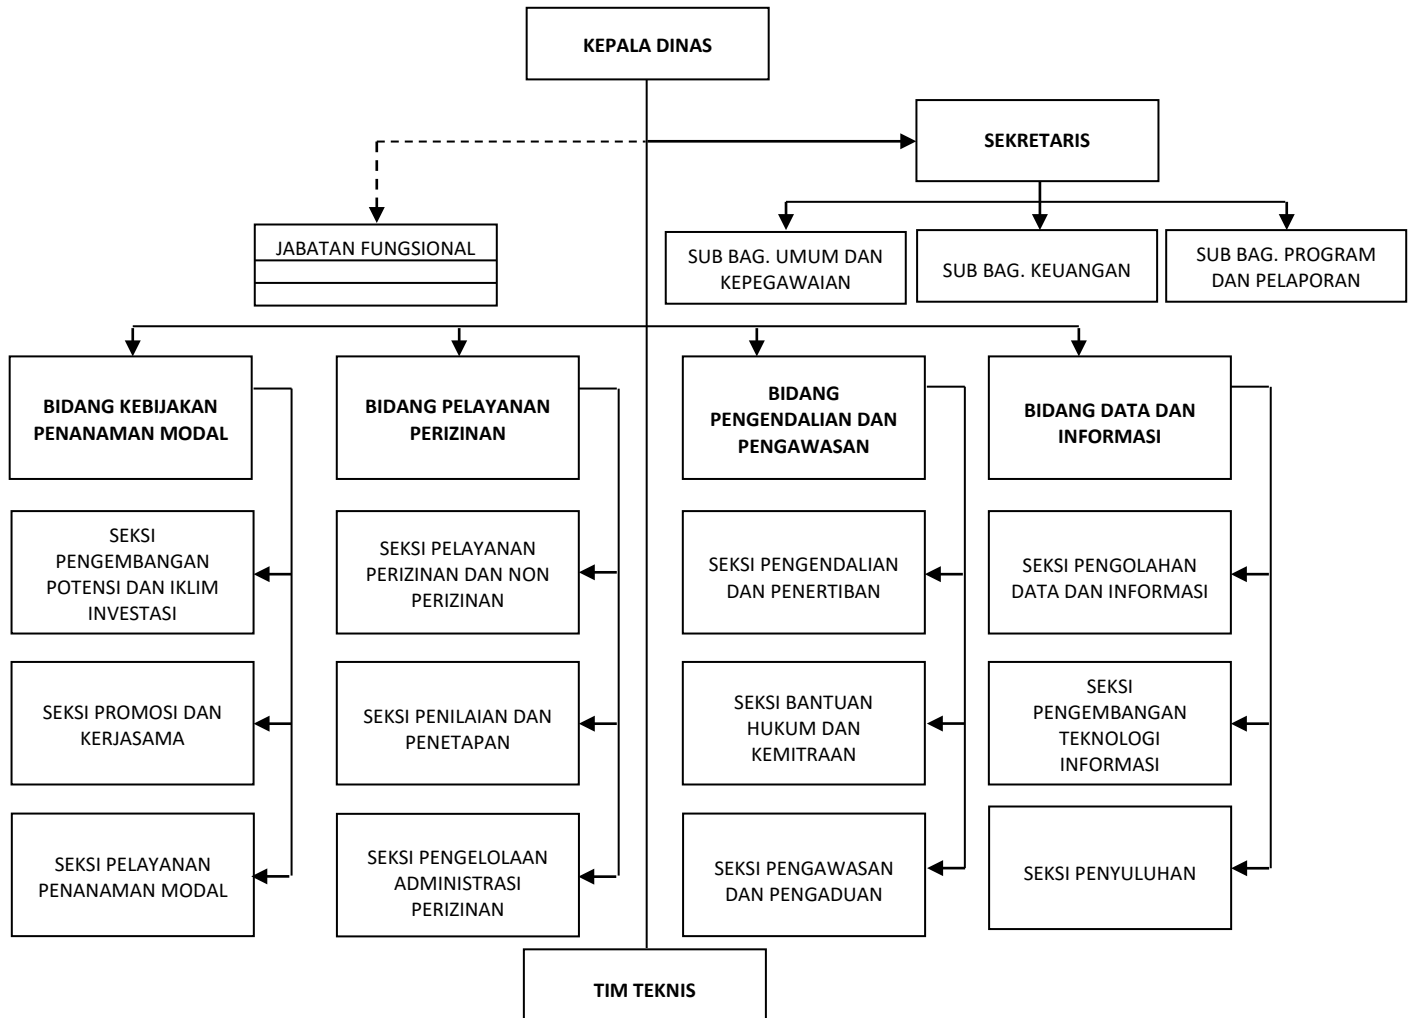 KEPALA DINAS
SEKRETARIS
JABATAN FUNGSIONAL
SUB BAG. UMUM DAN
KEPEGAWAIAN
SUB BAG. KEUANGAN
SUB BAG. PROGRAM
DAN PELAPORAN
BIDANG KEBIJAKAN
PENANAMAN MODAL
BIDANG PELAYANAN
PERIZINAN
BIDANG
PENGENDALIAN DAN
PENGAWASAN
BIDANG DATA DAN
INFORMASI
SEKSI
PENGEMBANGAN
POTENSI DAN IKLIM
INVESTASI
SEKSI PELAYANAN
PERIZINAN DAN NON
PERIZINAN
SEKSI PENGENDALIAN
DAN PENERTIBAN
SEKSI PENGOLAHAN
DATA DAN INFORMASI
SEKSI PROMOSI DAN
KERJASAMA
SEKSI PENILAIAN DAN
PENETAPAN
SEKSI BANTUAN
HUKUM DAN
KEMITRAAN
SEKSI
PENGEMBANGAN
TEKNOLOGI
INFORMASI
SEKSI PELAYANAN
PENANAMAN MODAL
SEKSI PENGELOLAAN
ADMINISTRASI
PERIZINAN
SEKSI PENGAWASAN
DAN PENGADUAN
SEKSI PENYULUHAN
TIM TEKNIS